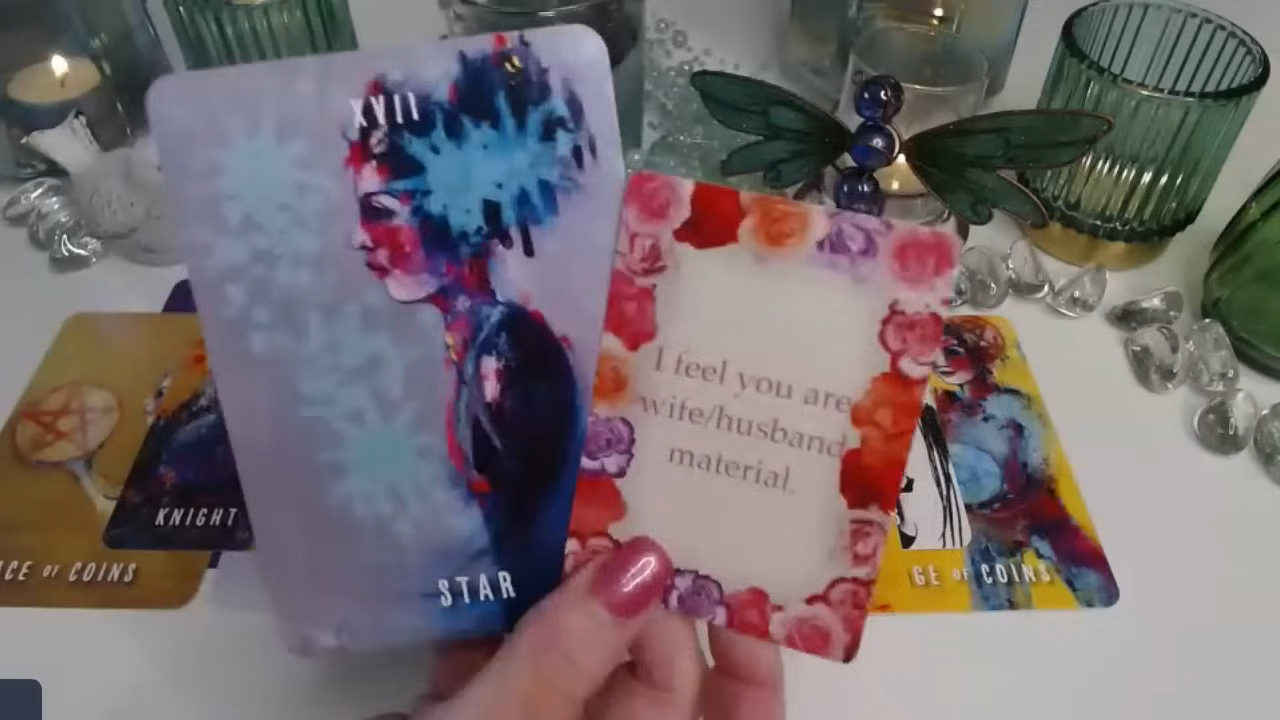 XVII
STAR
I feel you are
wife/husband
material.
KNIGHT
CE OF COINS
GE OF COINS